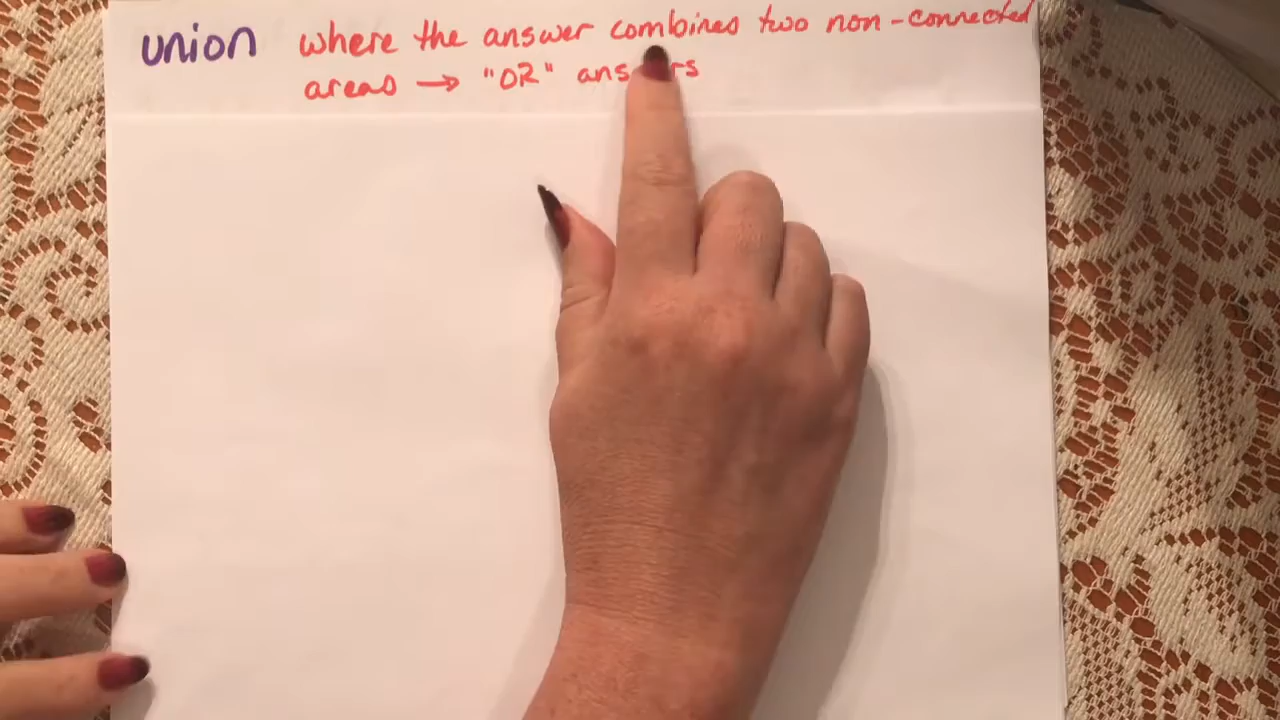 union where the answer combines two non-connected
areas → "OR"